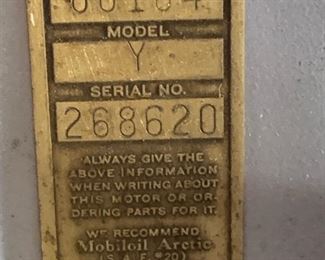 MODEL
Y
SERIAL NO.
268620
ALWAYS GIVE THE
ABOVE INFORMATION
WHEN WRITING ABOUT
THIS MOTOR OR OR-
DERING PARTS FOR IT.
WE RECOMMEND
Mobiloil Arctic
(S.A.E. #20)